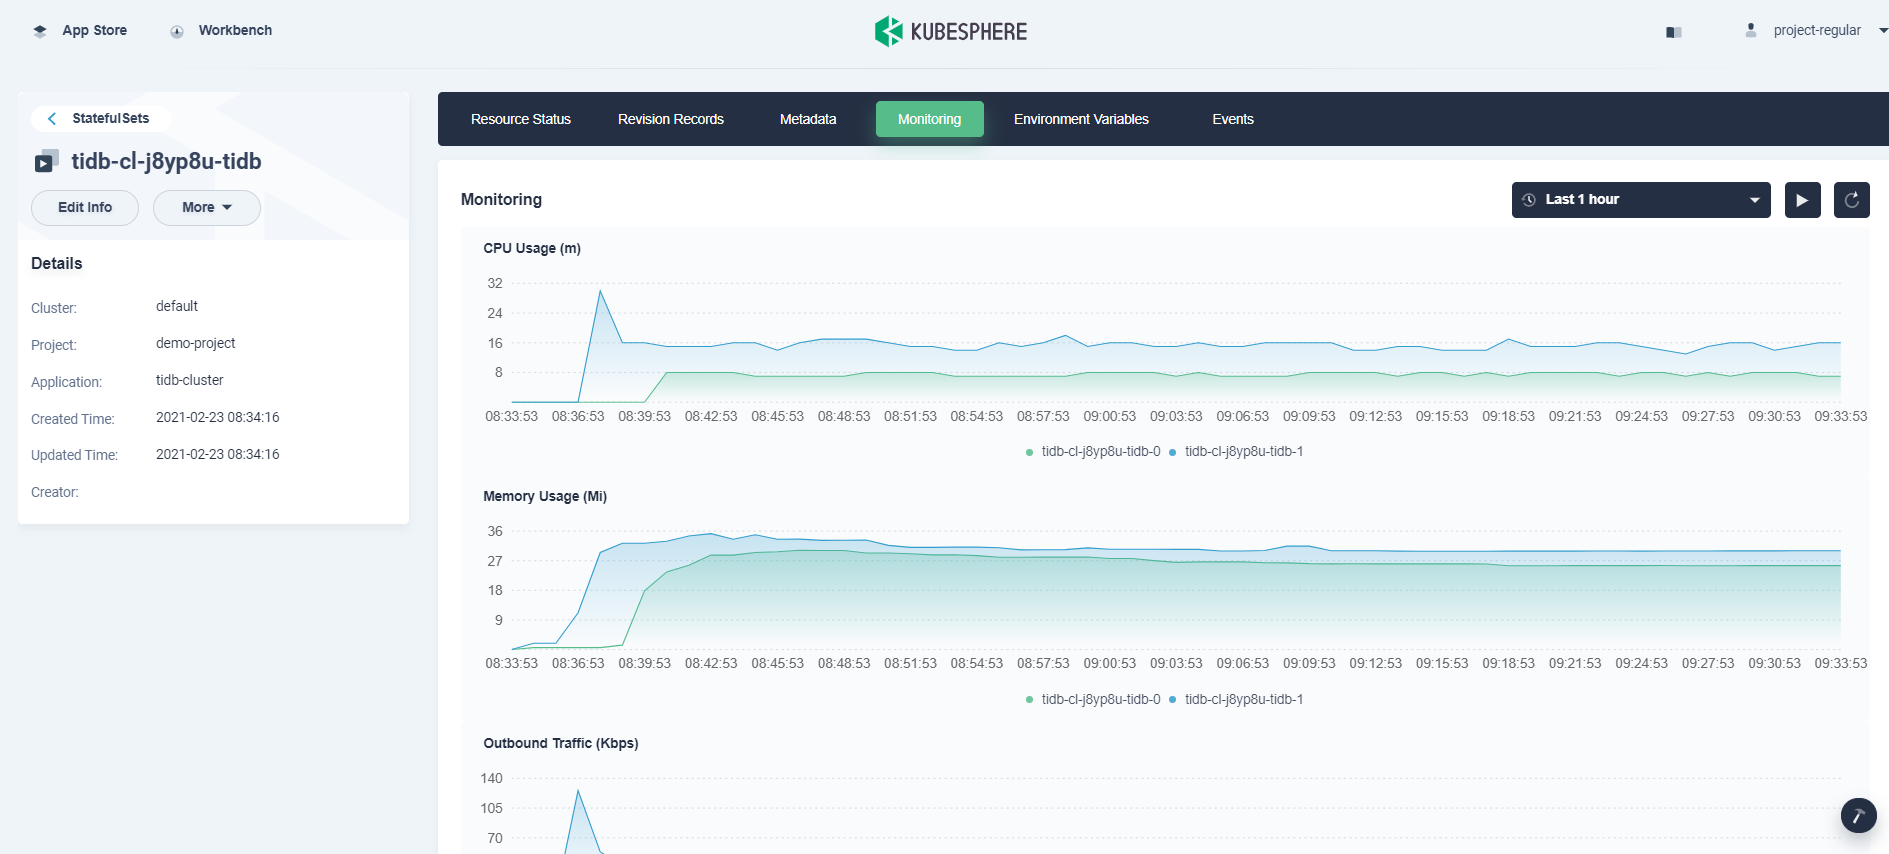 App Store Workbench KUBESPHERE project-regular
StatefulSets
tidb-cl-j8yp8u-tidb
Edit Info More
Details
Cluster: default
Project: demo-project
Application: tidb-cluster
Created Time: 2021-02-23 08:34:16
Updated Time: 2021-02-23 08:34:16
Creator:
Resource Status Revision Records Metadata Monitoring Environment Variables Events
Monitoring Last 1 hour
CPU Usage (m)
32
24
16
8
08:33:53 08:36:53 08:39:53 08:42:53 08:45:53 08:48:53 08:51:53 08:54:53 08:57:53 09:00:53 09:03:53 09:06:53 09:09:53 09:12:53 09:15:53 09:18:53 09:21:53 09:24:53 09:27:53 09:30:53 09:33:53
tidb-cl-j8yp8u-tidb-0 tidb-cl-j8yp8u-tidb-1
Memory Usage (Mi)
36
27
18
9
08:33:53 08:36:53 08:39:53 08:42:53 08:45:53 08:48:53 08:51:53 08:54:53 08:57:53 09:00:53 09:03:53 09:06:53 09:09:53 09:12:53 09:15:53 09:18:53 09:21:53 09:24:53 09:27:53 09:30:53 09:33:53
tidb-cl-j8yp8u-tidb-0 tidb-cl-j8yp8u-tidb-1
Outbound Traffic (Kbps)
140
105
70